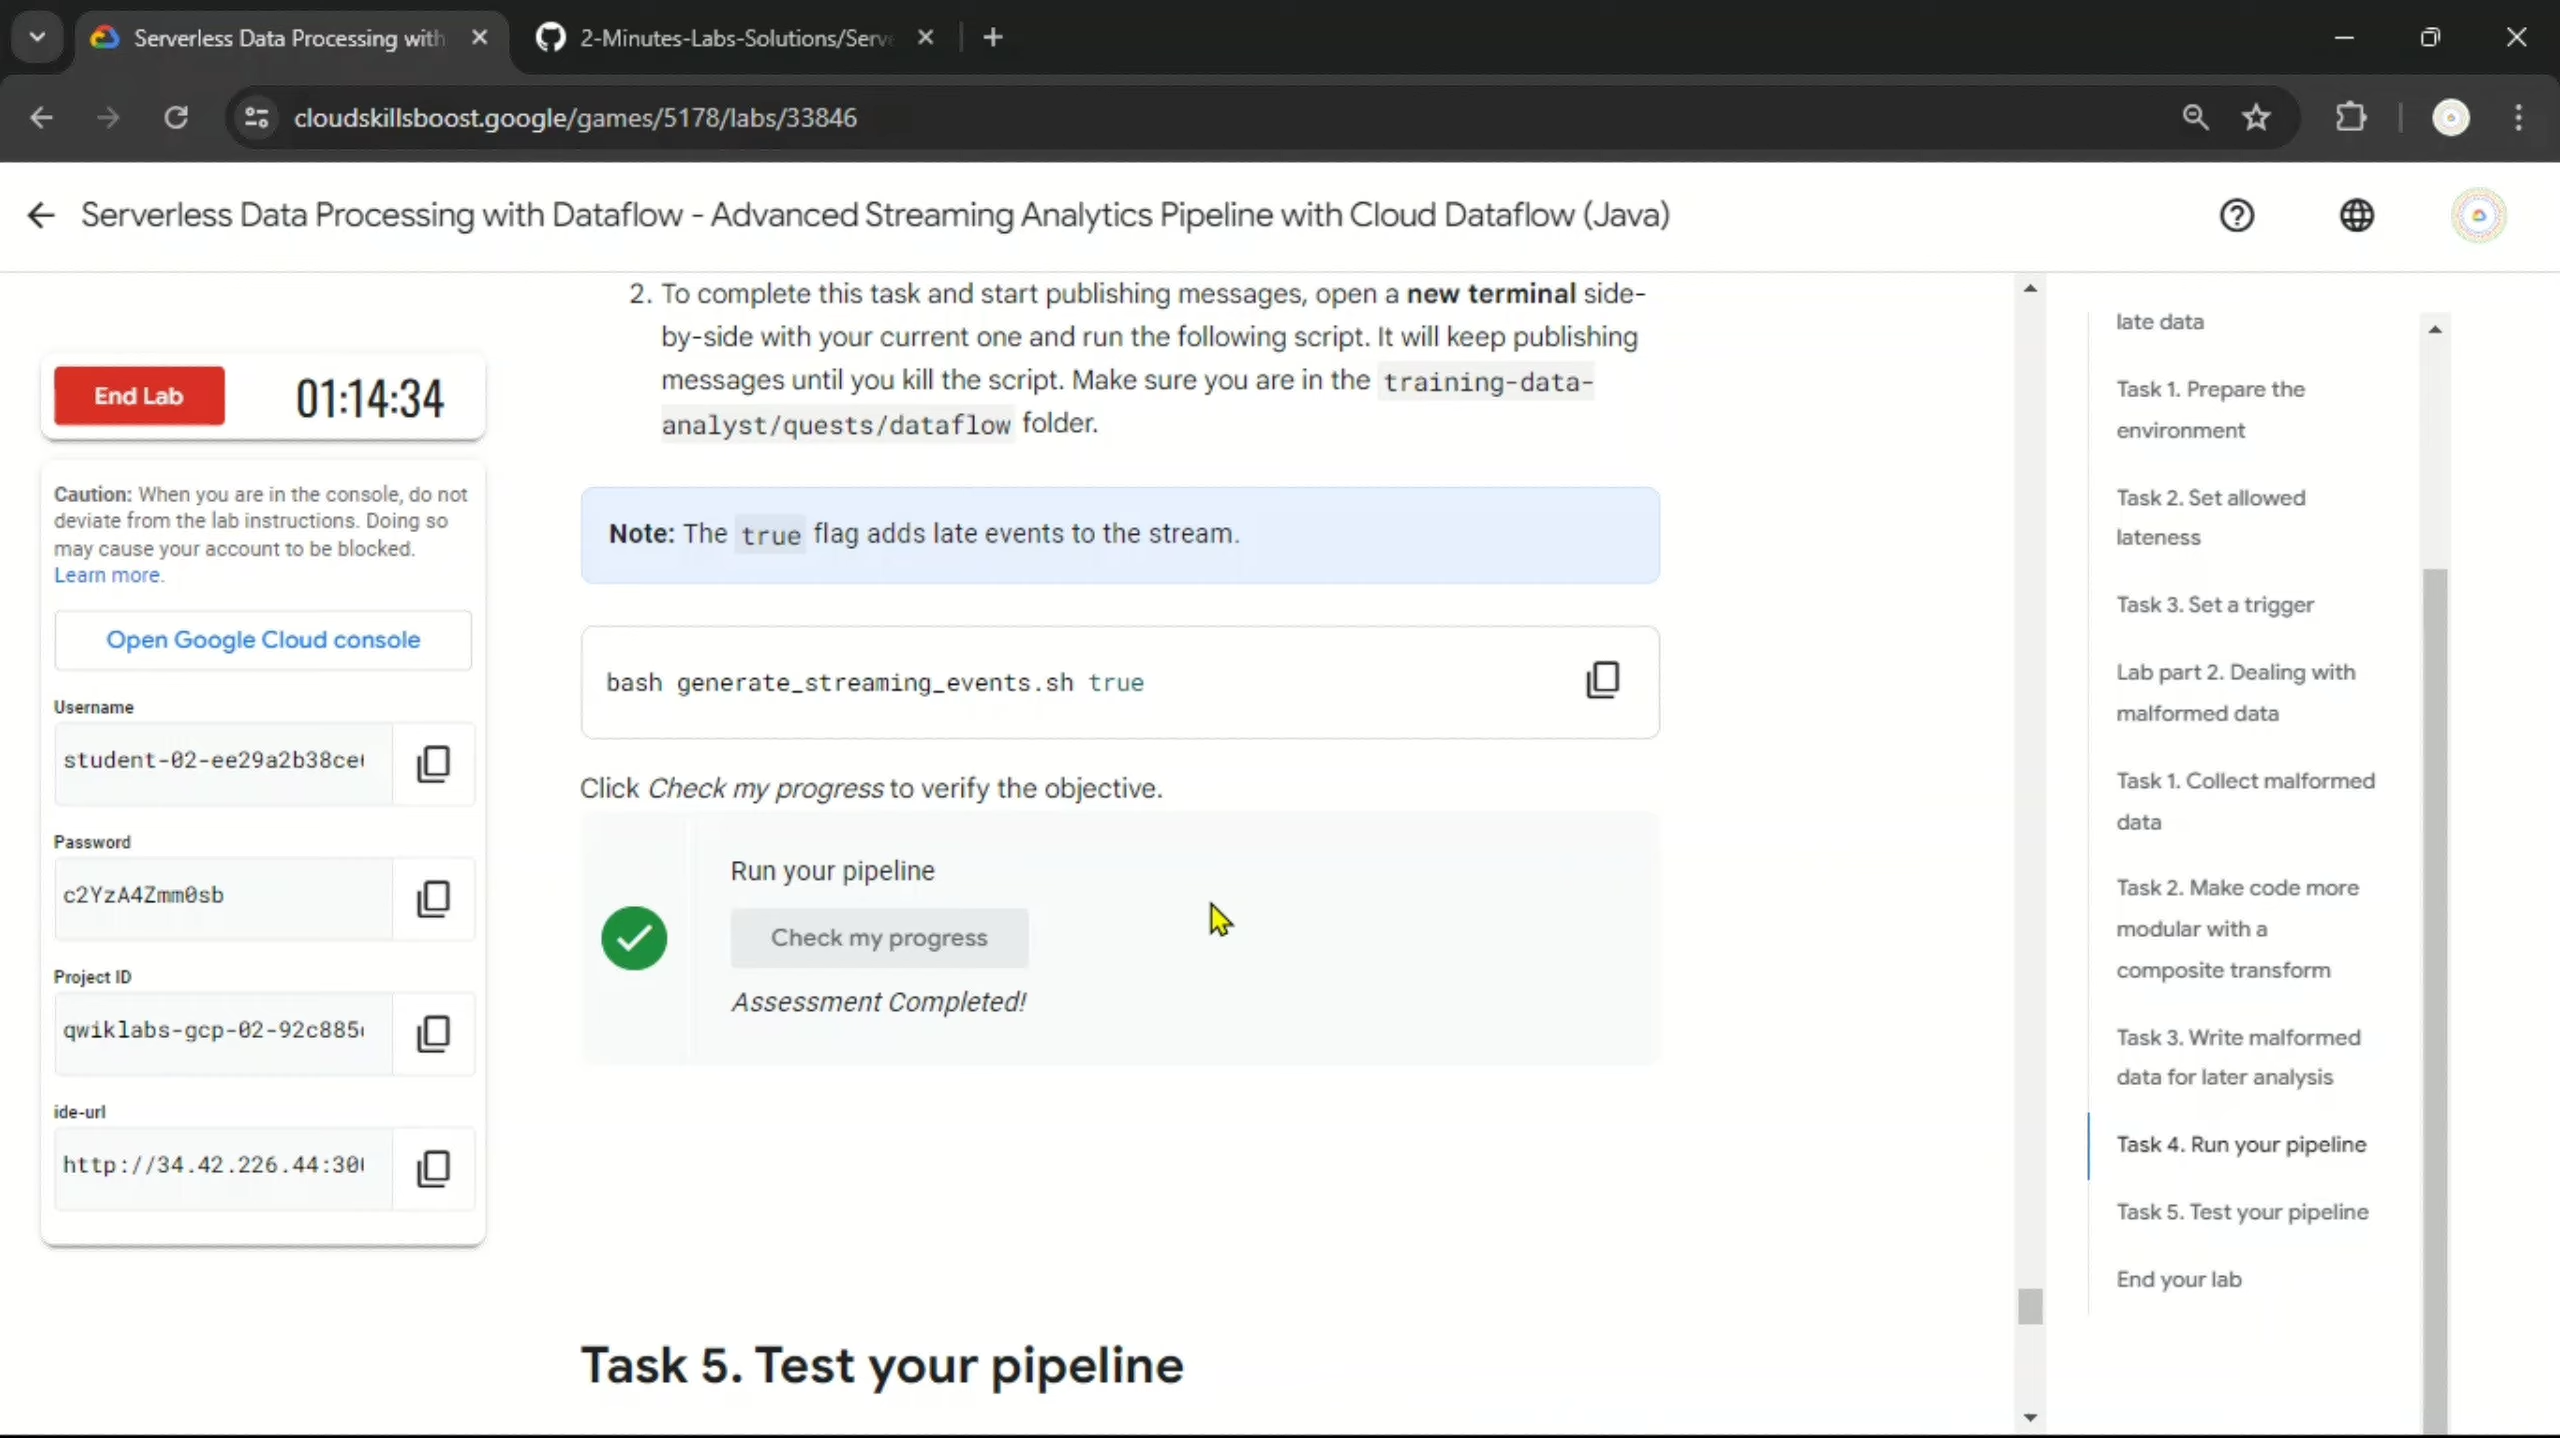 Serverless Data Processing with
2-Minutes-Labs-Solutions/Serve
cloudskillsboost.google/games/5178/labs/33846
Serverless Data Processing with Dataflow - Advanced Streaming Analytics Pipeline with Cloud Dataflow (Java)
End Lab
01:14:34
Caution: When you are in the console, do not
deviate from the lab instructions. Doing so
may cause your account to be blocked.
Learn more.
Open Google Cloud console
Username
student-02-ee29a2b38ce
Password
c2YzA4Zmm0sb
Project ID
qwiklabs-gcp-02-92c885
ide-url
http://34.42.226.44:30
2. To complete this task and start publishing messages, open a new terminal side-
by-side with your current one and run the following script. It will keep publishing
messages until you kill the script. Make sure you are in the training-data-
analyst/quests/dataflow folder.
Note: The true flag adds late events to the stream.
bash generate_streaming_events.sh true
Click Check my progress to verify the objective.
Run your pipeline
Check my progress
Assessment Completed!
Task 5. Test your pipeline
late data
Task 1. Prepare the
environment
Task 2. Set allowed
lateness
Task 3. Set a trigger
Lab part 2. Dealing with
malformed data
Task 1. Collect malformed
data
Task 2. Make code more
modular with a
composite transform
Task 3. Write malformed
data for later analysis
Task 4. Run your pipeline
Task 5. Test your pipeline
End your lab